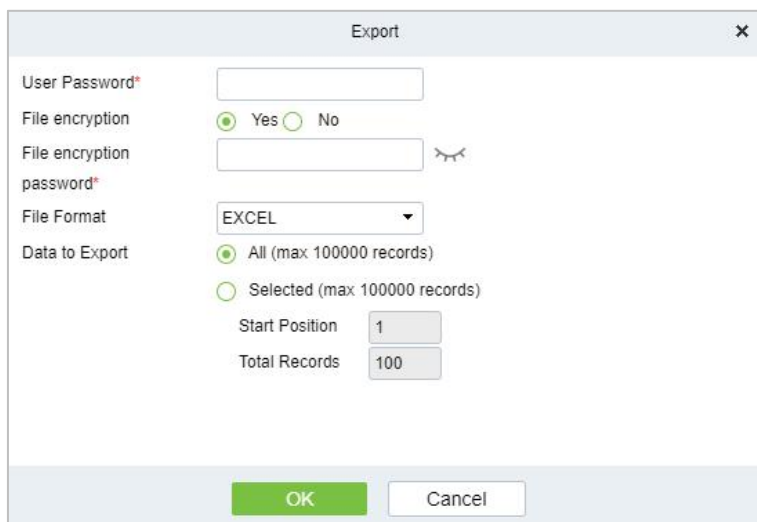 Export
User Password*
File encryption Yes No
File encryption
password*
File Format EXCEL
Data to Export All (max 100000 records)
Selected (max 100000 records)
Start Position 1
Total Records 100
OK Cancel